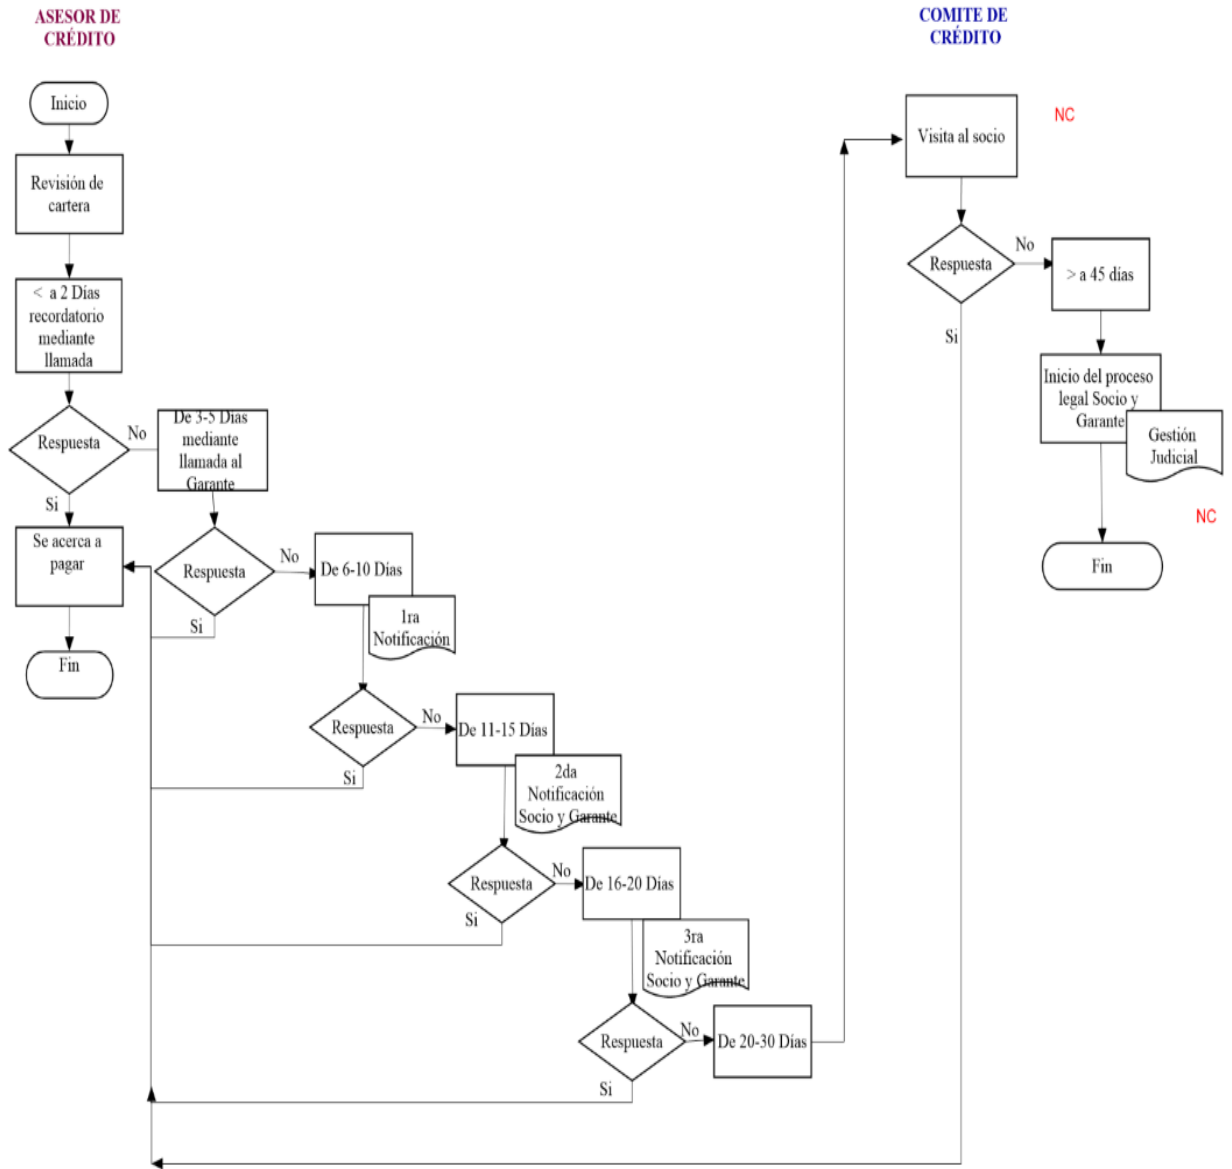 ASESOR DE
CRÉDITO
COMITE DE
CRÉDITO
Inicio
Revisión de
cartera
< a 2 Días
recordatorio
mediante
llamada
Respuesta
No
Si
De 3-5 Días
mediante
llamada al
Garante
Se acerca a
pagar
Fin
Respuesta
No
Si
De 6-10 Días
1ra
Notificación
Respuesta
No
Si
De 11-15 Días
2da
Notificación
Socio y Garante
Respuesta
No
Si
De 16-20 Días
3ra
Notificación
Socio y Garante
Respuesta
No
Si
De 20-30 Días
Visita al socio
NC
Respuesta
No
Si
> a 45 días
Inicio del proceso
legal Socio y
Garante
Gestión
Judicial
NC
Fin